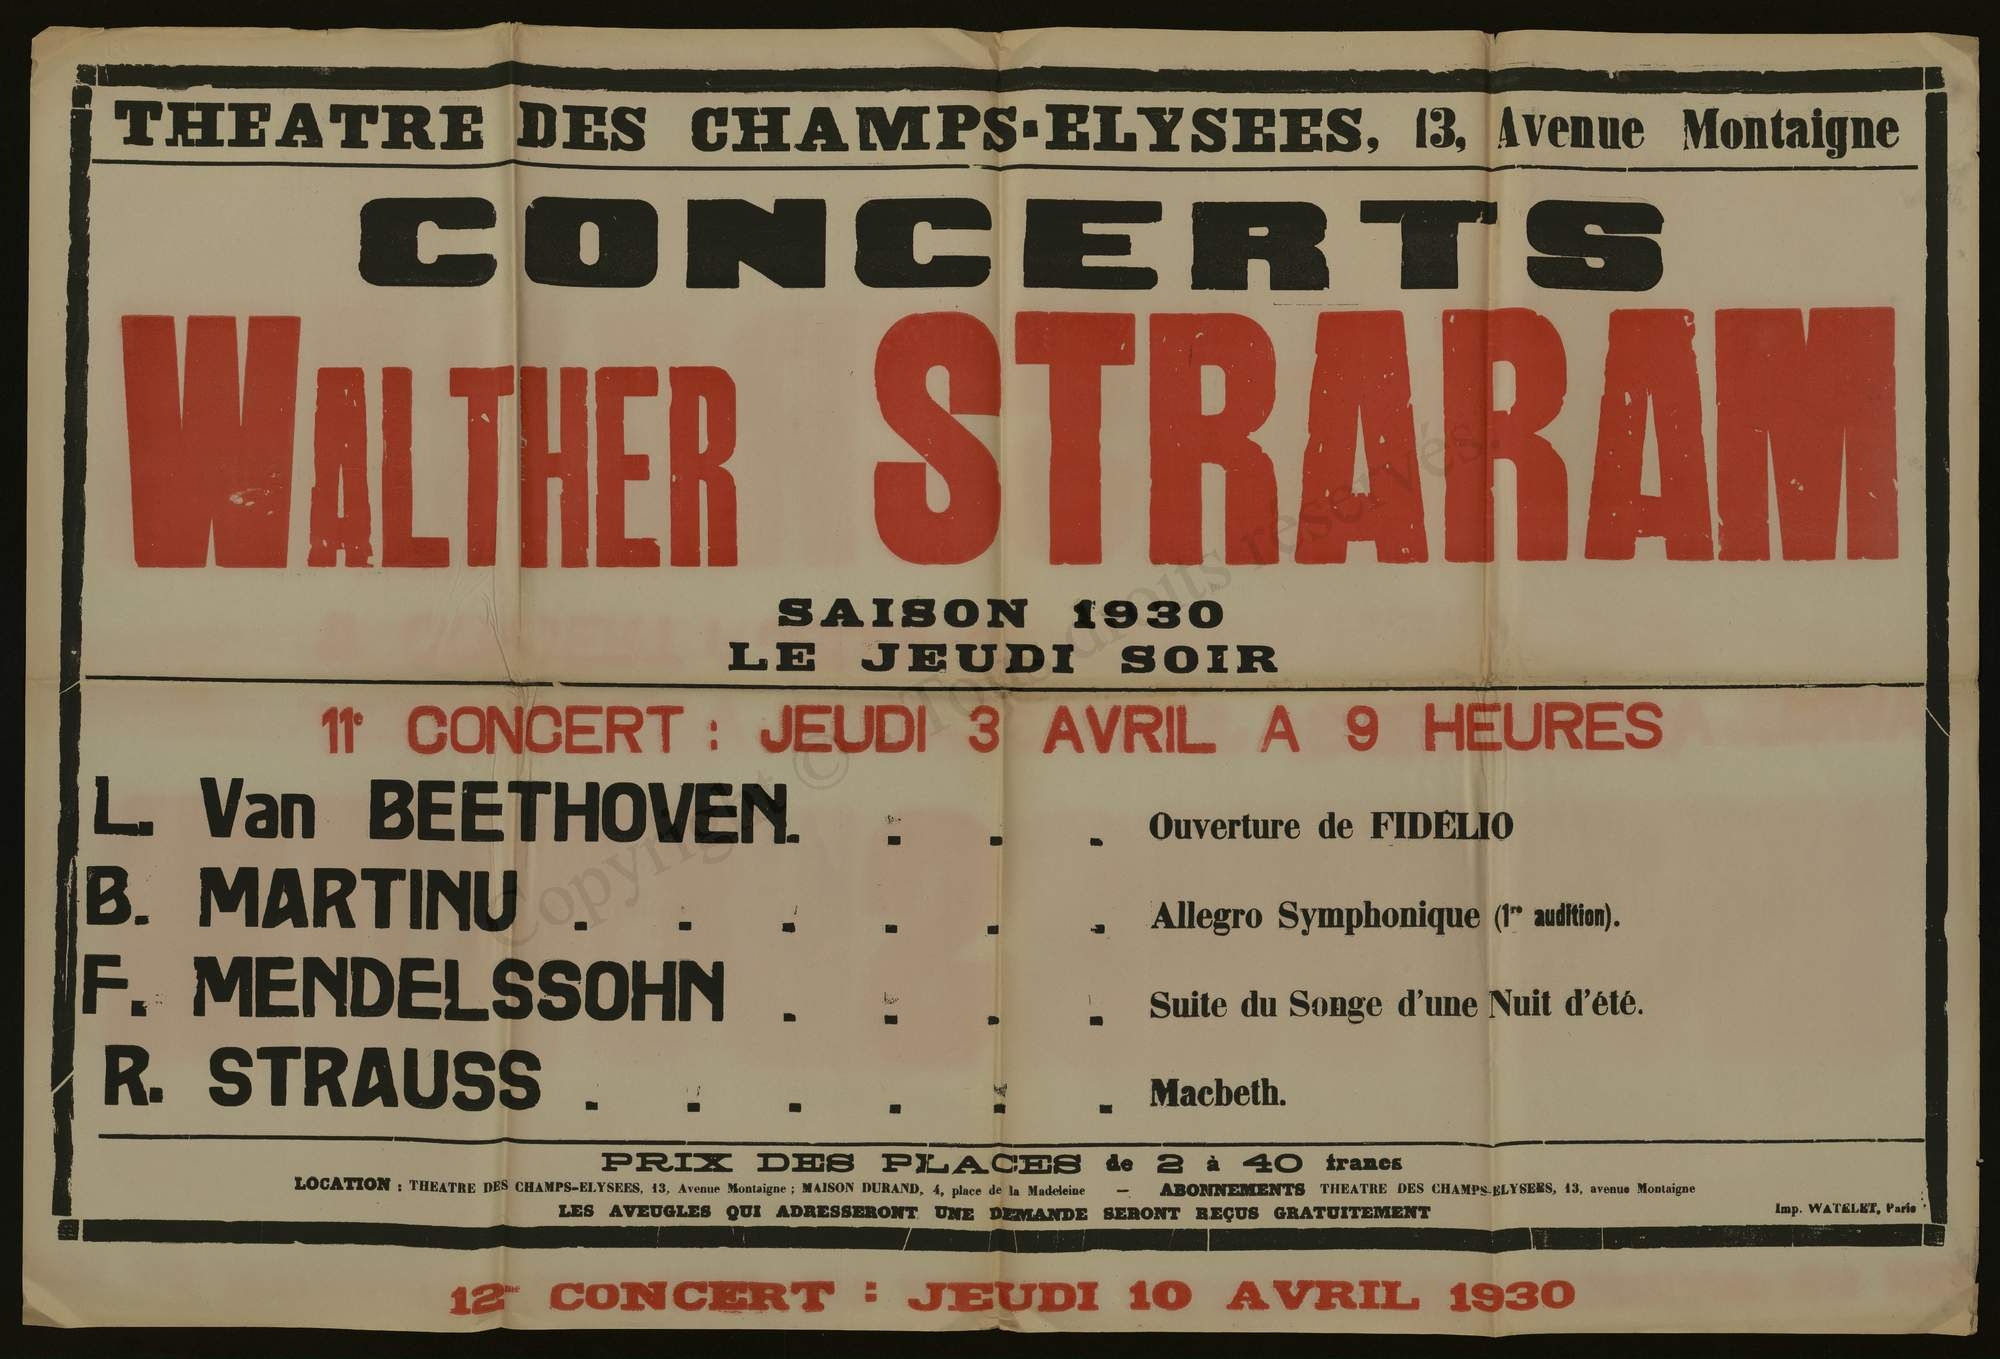 THEATRE DES CHAMPS-ELYSEES, 13, Avenue Montaigne
CONCERTS
WALTHER STRARAM
SAISON 1930
LE JEUDI SOIR
11e CONCERT : JEUDI 3 AVRIL A 9 HEURES
L. Van BEETHOVEN. . . . Ouverture de FIDÉLIO
B. MARTINU . . . . . . Allegro Symphonique (1re audition).
F. MENDELSSOHN . . . . Suite du Songe d'une Nuit d'été.
R. STRAUSS . . . . . . Macbeth.
PRIX DES PLACES de 2 à 40 francs
LOCATION : THEATRE DES CHAMPS-ELYSEES, 13, Avenue Montaigne ; MAISON DURAND, 4, place de la Madeleine — ABONNEMENTS THEATRE DES CHAMPS-ELYSEES, 13, avenue Montaigne
LES AVEUGLES QUI ADRESSERONT UNE DEMANDE SERONT REÇUS GRATUITEMENT
Imp. WATELET, Paris
12me CONCERT : JEUDI 10 AVRIL 1930
Copyright © - Tous droits réservés.